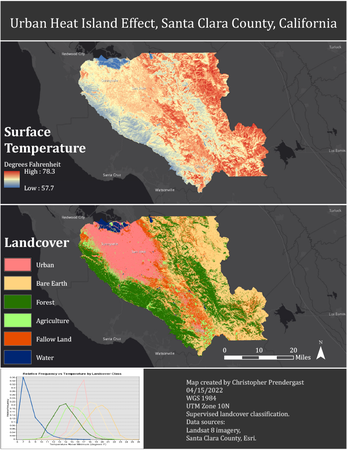 Urban Heat Island Effect, Santa Clara County, California
Surface
Temperature
Degrees Fahrenheit
High : 78.3
Low : 57.7
Santa Cruz
Watsonville
Landcover
Urban
Bare Earth
Forest
Agriculture
Fallow Land
Water
Santa Cruz
Watsonville
0 10 20
Miles
N
Relative Frequency vs Temperature by Landcover Class
Map created by Christopher Prendergast
04/15/2022
WGS 1984
UTM Zone 10N
Supervised landcover classification.
Data sources:
Landsat 8 imagery,
Santa Clara County, Esri.